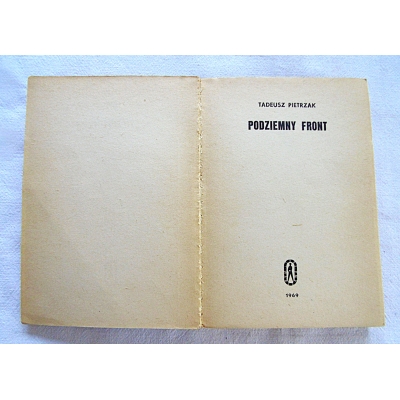 TADEUSZ PIETRZAK
PODZIEMNY FRONT
1969